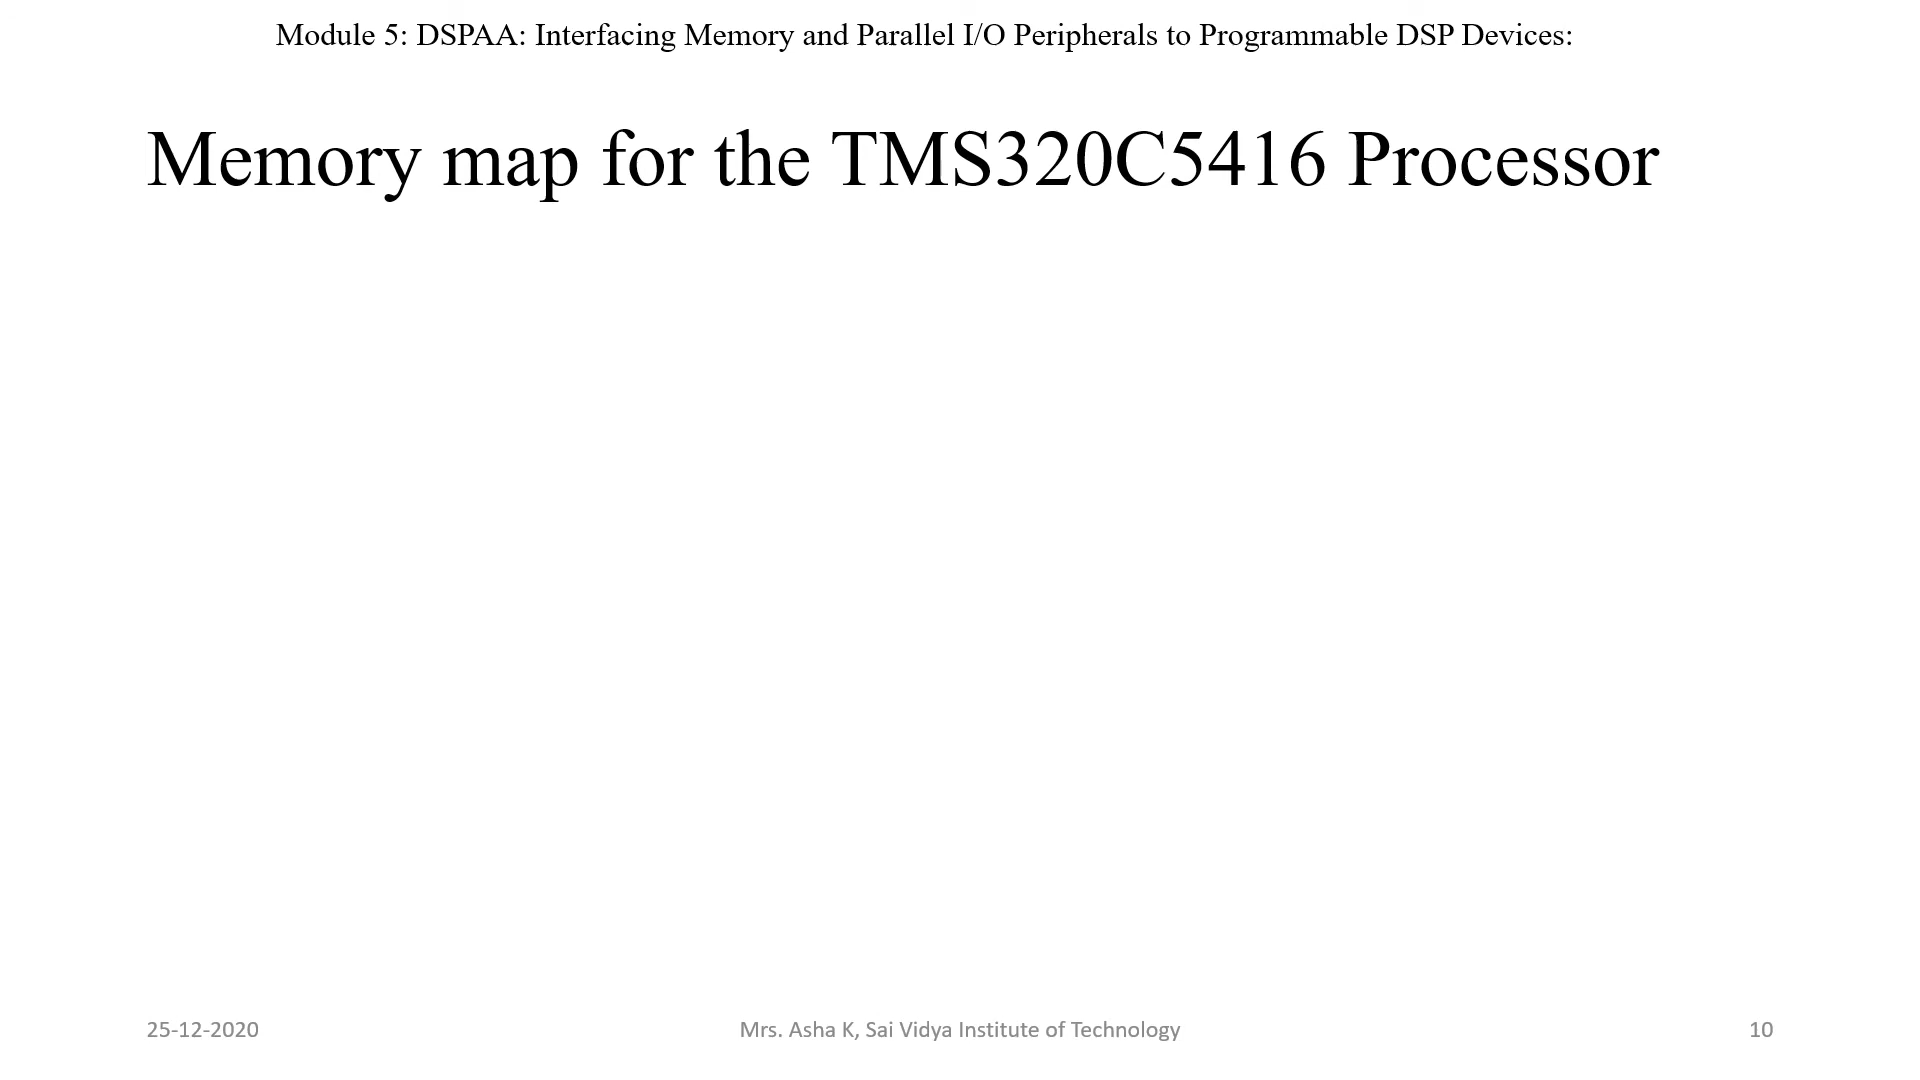 Module 5: DSPAA: Interfacing Memory and Parallel I/O Peripherals to Programmable DSP Devices:
Memory map for the TMS320C5416 Processor
25-12-2020
Mrs. Asha K, Sai Vidya Institute of Technology
10